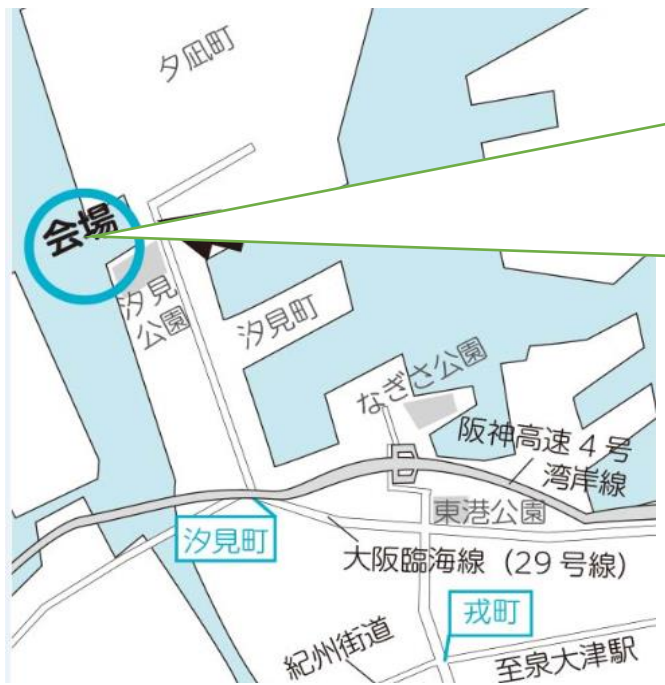 夕凪町
会場
汐見
公園
汐見町
なぎさ公園
阪神高速4号
湾岸線
東港公園
汐見町
大阪臨海線（29号線）
戎町
紀州街道
至泉大津駅